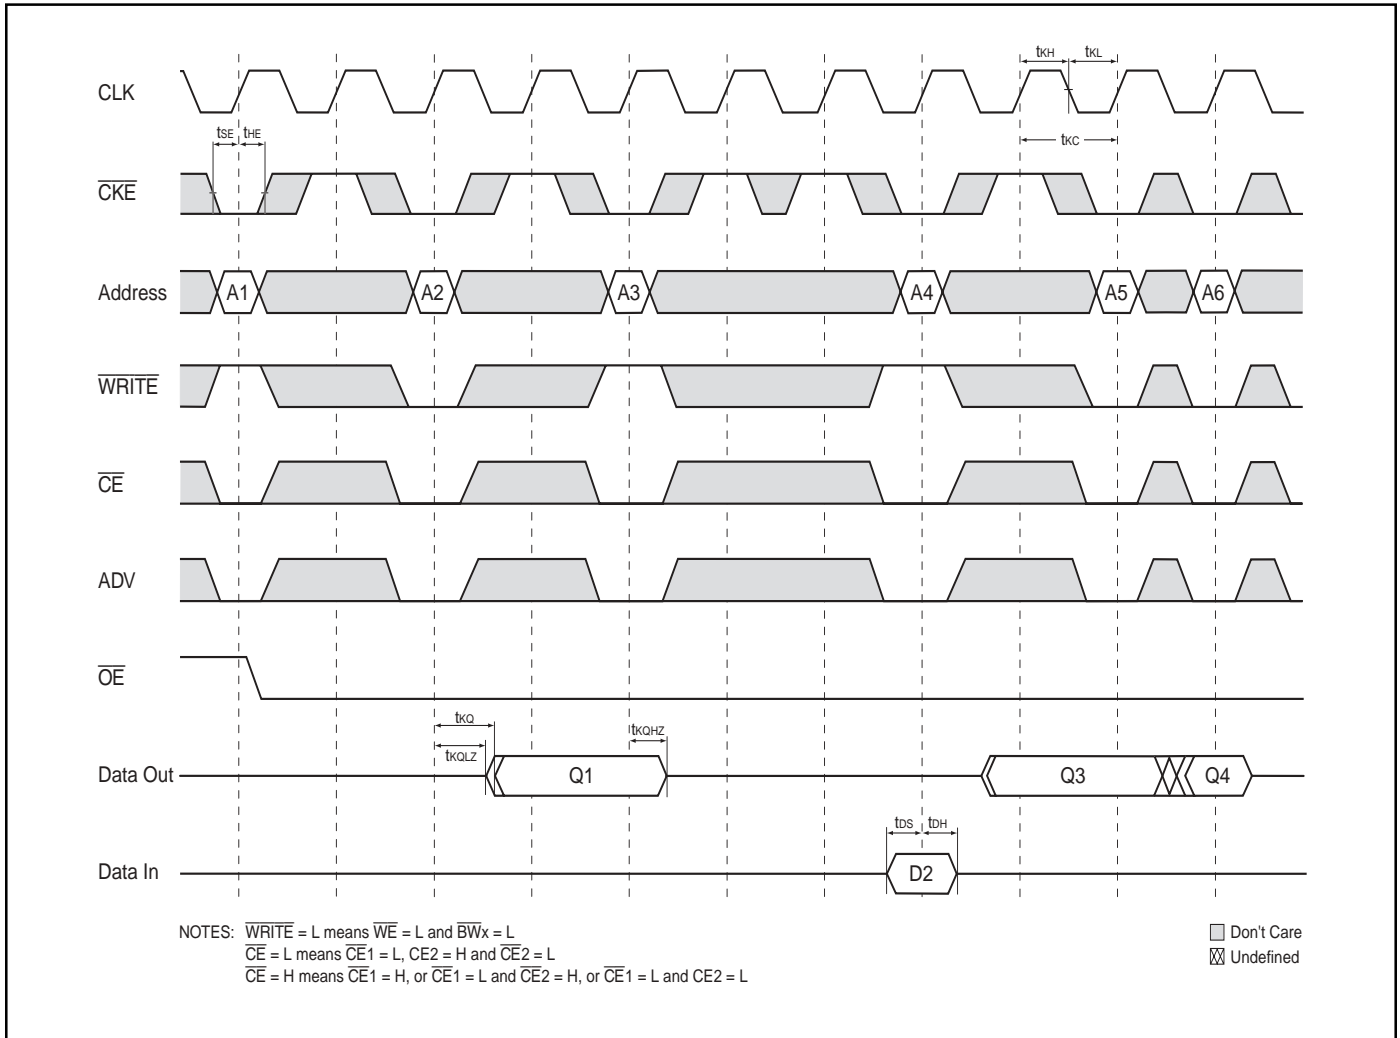 tKH tKL
CLK
tSE tHE
tKC
CKE
Address A1 A2 A3 A4 A5 A6
WRITE
CE
ADV
OE
tKQ
tKQHZ
tKQLZ
Data Out Q1 Q3 Q4
tDS tDH
Data In D2
NOTES: WRITE = L means WE = L and BWx = L
CE = L means CE1 = L, CE2 = H and CE2 = L
CE = H means CE1 = H, or CE1 = L and CE2 = H, or CE1 = L and CE2 = L
Don't Care
Undefined